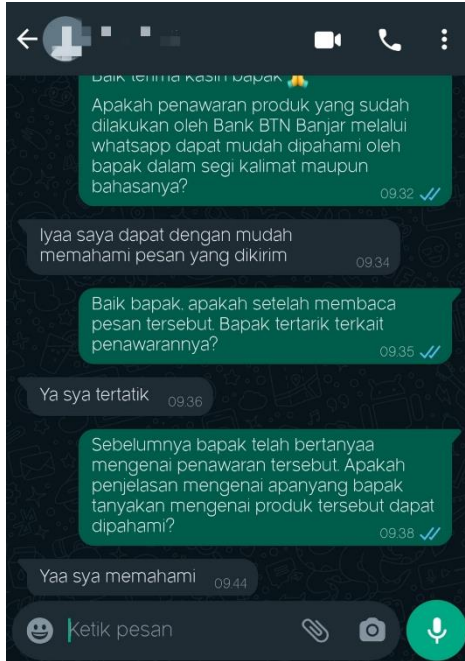 Baik terima kasih bapak 🙏
Apakah penawaran produk yang sudah
dilakukan oleh Bank BTN Banjar melalui
whatsapp dapat mudah dipahami oleh
bapak dalam segi kalimat maupun
bahasanya?
09.32
Iyaa saya dapat dengan mudah
memahami pesan yang dikirim
09.34
Baik bapak, apakah setelah membaca
pesan tersebut. Bapak tertarik terkait
penawarannya?
09.35
Ya sya tertatik
09.36
Sebelumnya bapak telah bertanyaa
mengenai penawaran tersebut. Apakah
penjelasan mengenai apanyang bapak
tanyakan mengenai produk tersebut dapat
dipahami?
09.38
Yaa sya memahami
09.44
Ketik pesan